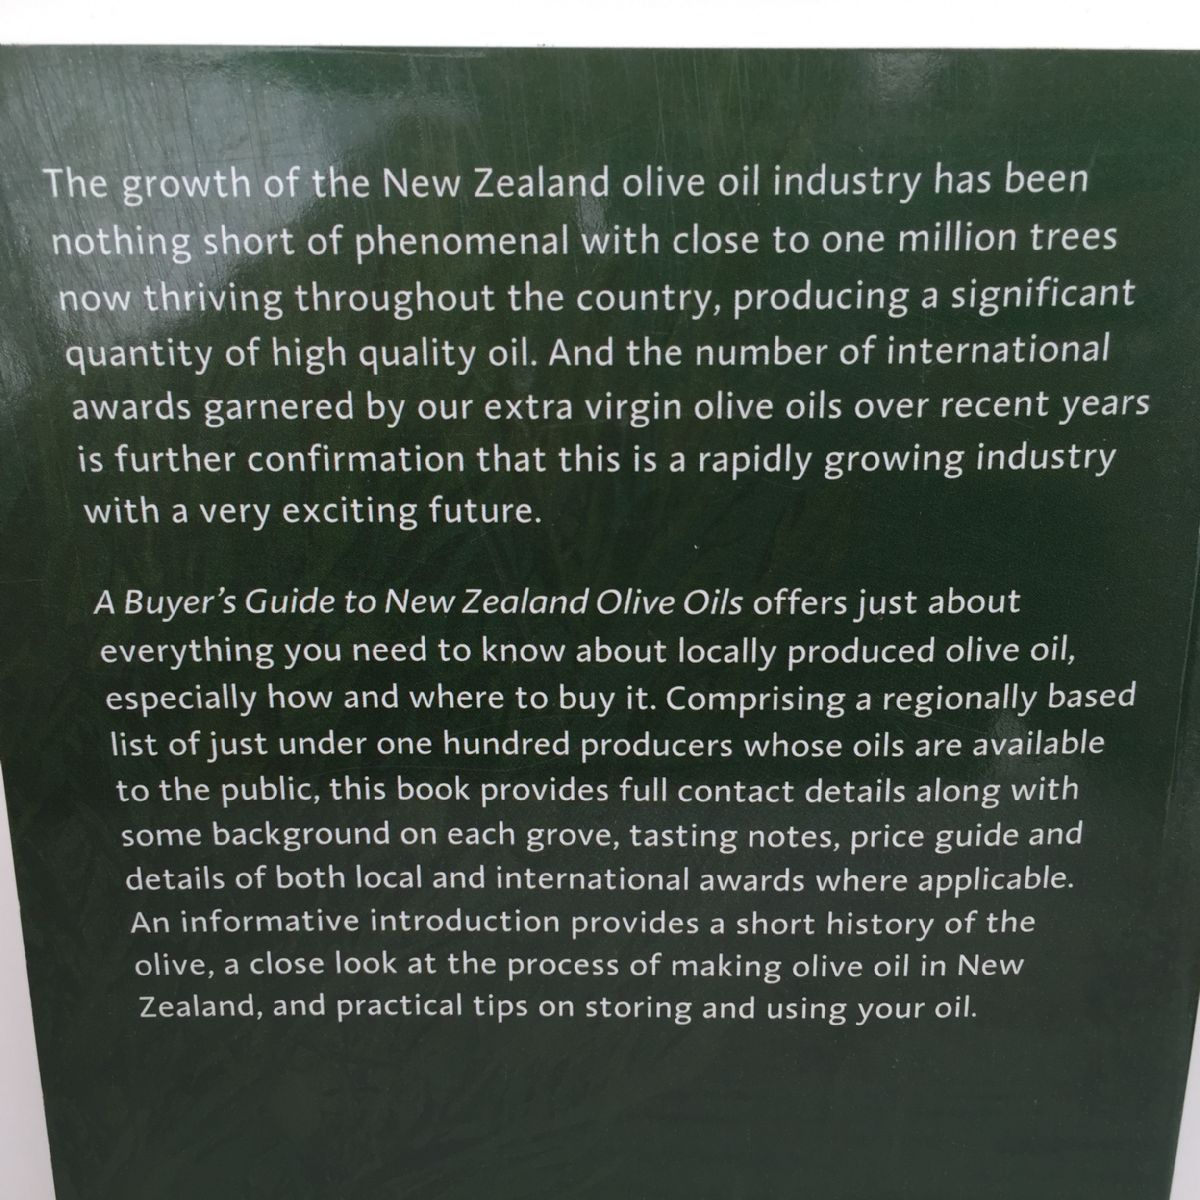 The growth of the New Zealand olive oil industry has been
nothing short of phenomenal with close to one million trees
now thriving throughout the country, producing a significant
quantity of high quality oil. And the number of international
awards garnered by our extra virgin olive oils over recent years
is further confirmation that this is a rapidly growing industry
with a very exciting future.
A Buyer's Guide to New Zealand Olive Oils offers just about
everything you need to know about locally produced olive oil,
especially how and where to buy it. Comprising a regionally based
list of just under one hundred producers whose oils are available
to the public, this book provides full contact details along with
some background on each grove, tasting notes, price guide and
details of both local and international awards where applicable.
An informative introduction provides a short history of the
olive, a close look at the process of making olive oil in New
Zealand, and practical tips on storing and using your oil.